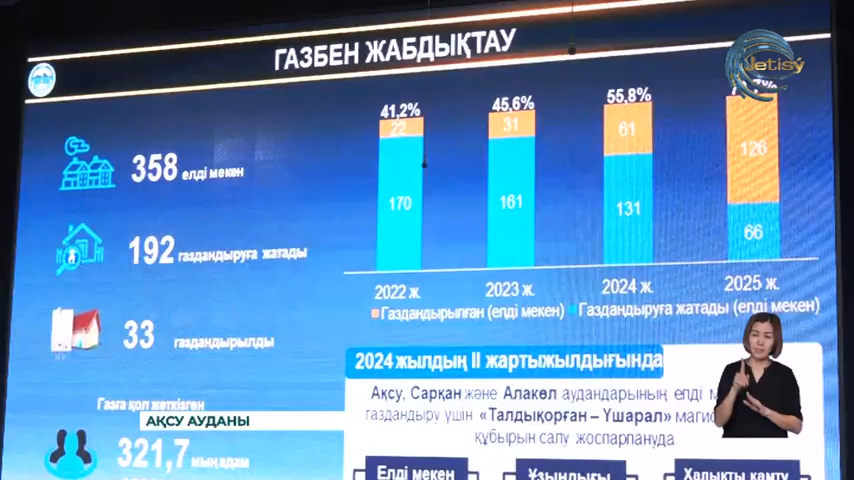 ГАЗБЕН ЖАБДЫҚТАУ
Jetisý
358 елді мекен
192 газдандыруға жатады
33 газдандырылды
Газға қол жеткізген
321,7 мың адам
41,2% 45,6% 55,8%
22 31 61 126
170 161 131 66
2022 ж. 2023 ж. 2024 ж. 2025 ж.
Газдандырылған (елді мекен) Газдандыруға жатады (елді мекен)
2024 жылдың II жартыжылдығында
Ақсу, Сарқан және Алакөл аудандарының елді
газдандыру үшін «Талдықорған – Үшарал»
құбырын салу жоспарлануда
Елді мекен Ұзындығы Халықты қамту
АҚСУ АУДАНЫ